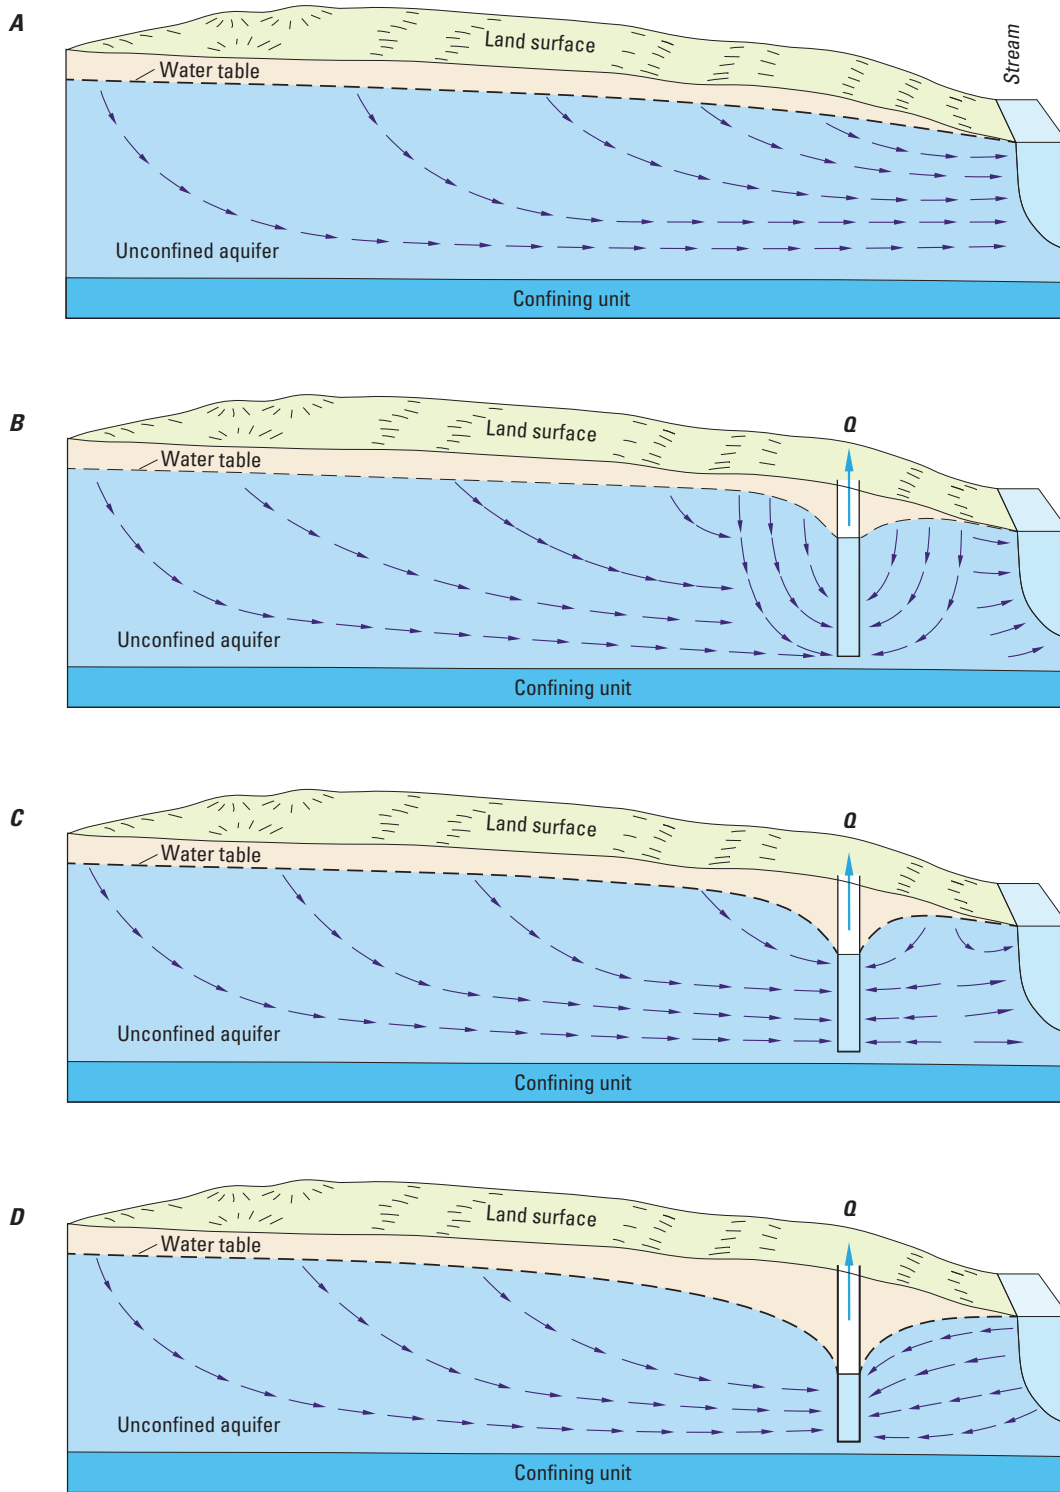 A
Land surface
Stream
Water table
Unconfined aquifer
Confining unit
B
Q
Land surface
Water table
Unconfined aquifer
Confining unit
C
Q
Land surface
Water table
Unconfined aquifer
Confining unit
D
Q
Land surface
Water table
Unconfined aquifer
Confining unit